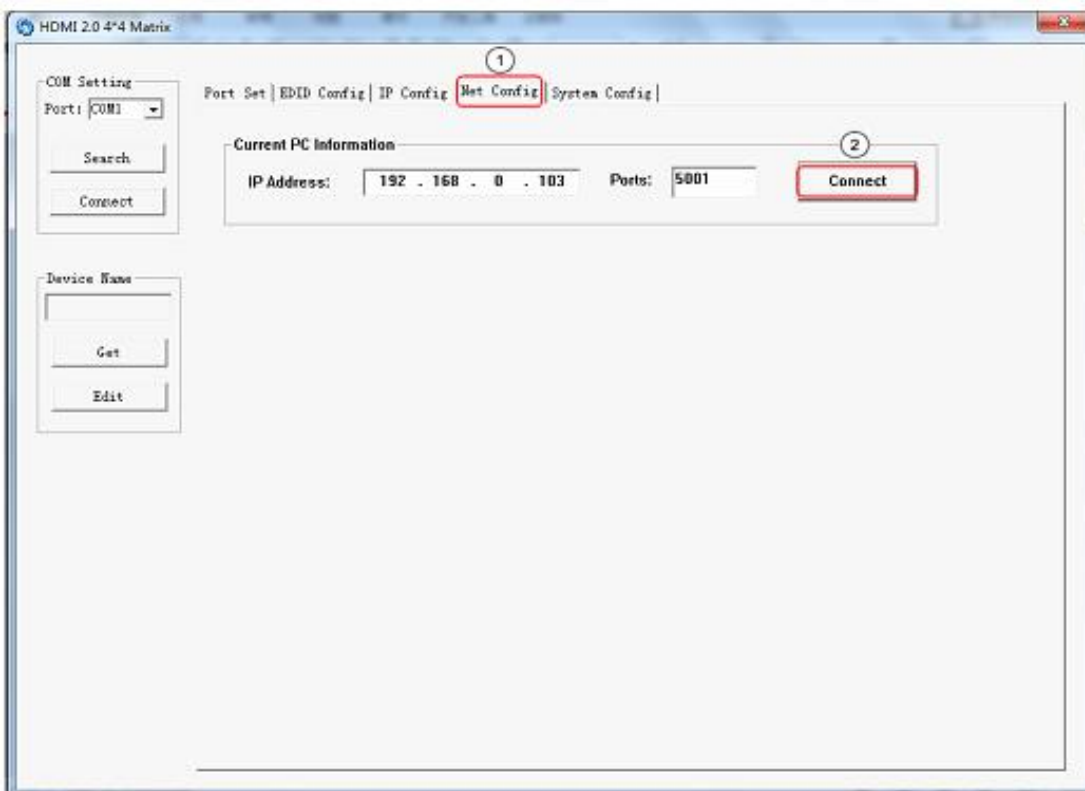 HDMI 2.0 4*4 Matrix
1
COM Setting
Port: COM1
Search
Connect
Port Set | EDID Config | IP Config | Net Config | System Config |
Current PC Information
2
IP Address: 192 . 168 . 0 . 103 Ports: 5001 Connect
Device Name
Get
Edit